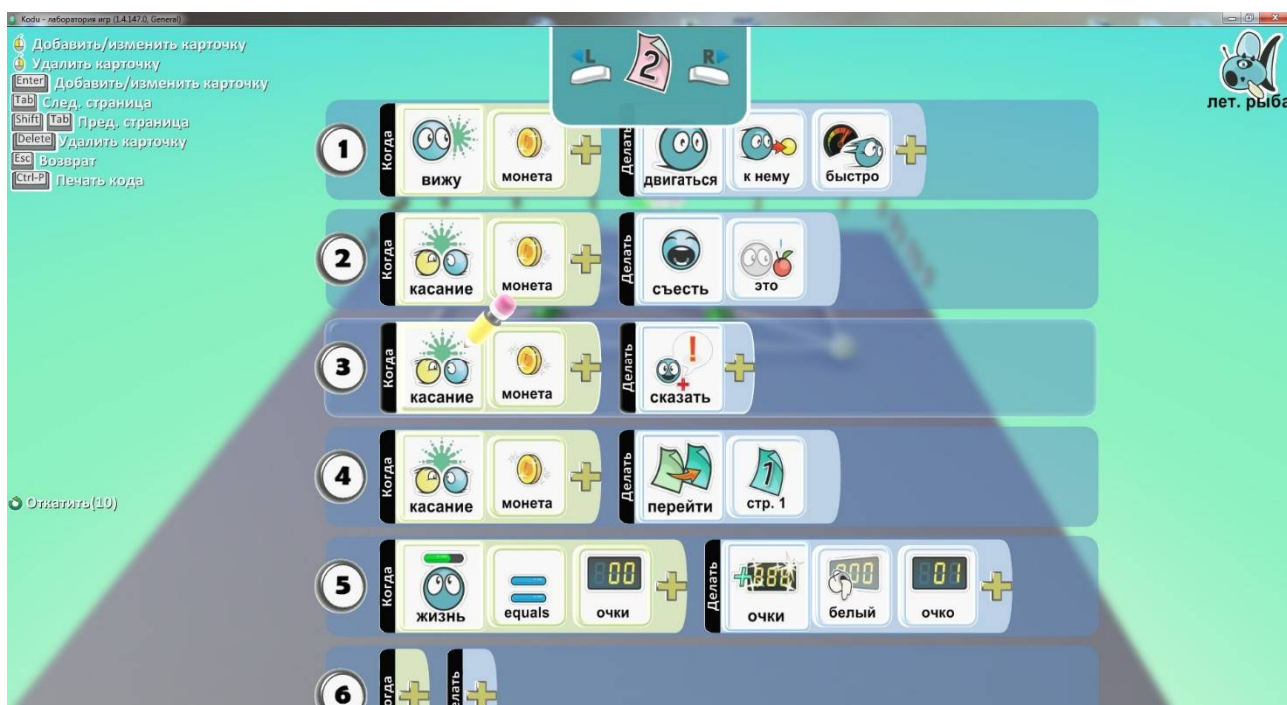 Kodu - лаборатория игр (1.4.147.0, General)
Добавить/изменить карточку
Удалить карточку
Enter Добавить/изменить карточку
Tab След. страница
Shift Tab Пред. страница
Delete Удалить карточку
Esc Возврат
Ctrl-P Печать кода
L 2 R
лет. рыба
1 Когда вижу монета Делать двигаться к нему быстро
2 Когда касание монета Делать съесть это
3 Когда касание монета Делать сказать
4 Когда касание монета Делать перейти 1 стр. 1
Откатить(10)
5 Когда жизнь equals 00 очки Делать 888 очки 000 белый 01 очко
6 Когда Делать